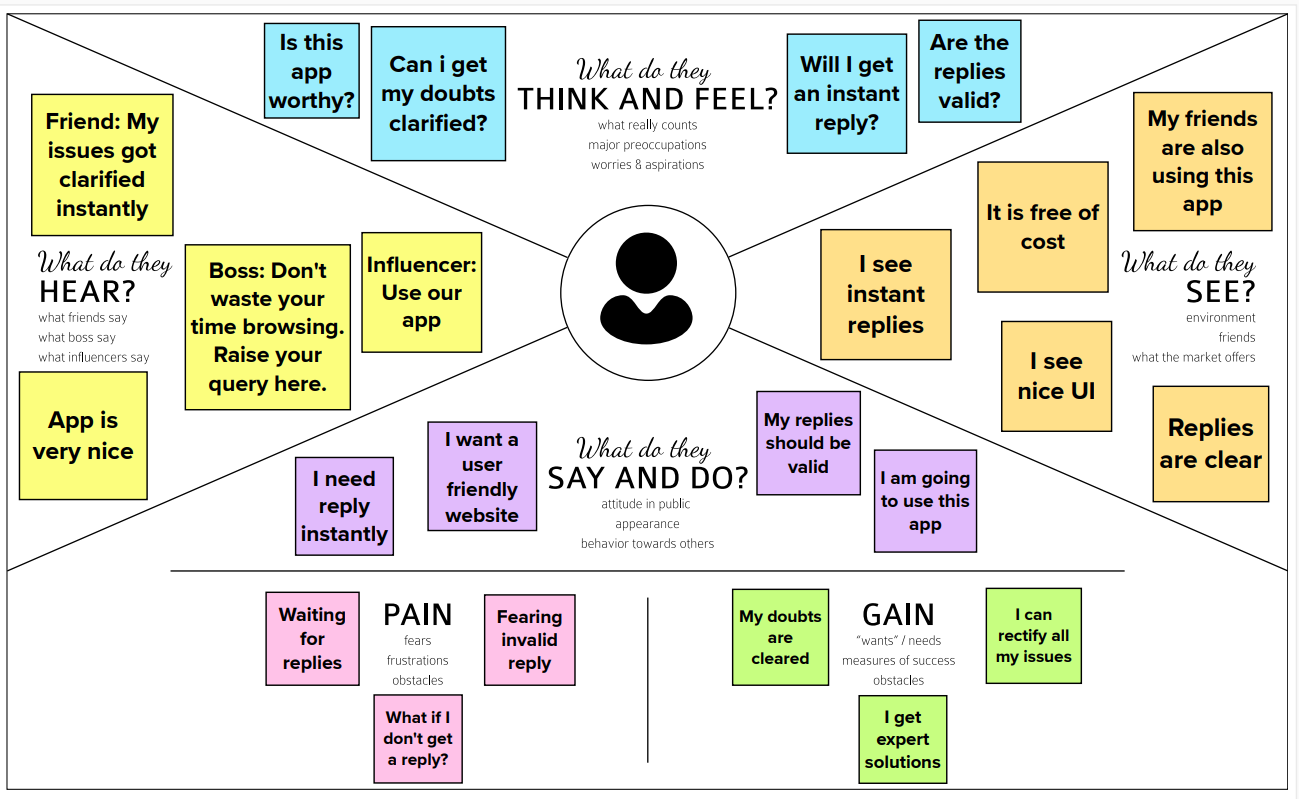 Is this
app
worthy?
Can i get
my doubts
clarified?
What do they
THINK AND FEEL?
what really counts
major preoccupations
worries & aspirations
Will I get
an instant
reply?
Are the
replies
valid?
Friend: My
issues got
clarified
instantly
What do they
HEAR?
what friends say
what boss say
what influencers say
Boss: Don't
waste your
time browsing.
Raise your
query here.
Influencer:
Use our
app
App is
very nice
My friends
are also
using this
app
It is free of
cost
I see
instant
replies
What do they
SEE?
environment
friends
what the market offers
I see
nice UI
Replies
are clear
I need
reply
instantly
I want a
user
friendly
website
What do they
SAY AND DO?
attitude in public
appearance
behavior towards others
My replies
should be
valid
I am going
to use this
app
Waiting
for
replies
PAIN
fears
frustrations
obstacles
Fearing
invalid
reply
What if I
don't get
a reply?
My doubts
are
cleared
GAIN
"wants" / needs
measures of success
obstacles
I can
rectify all
my issues
I get
expert
solutions